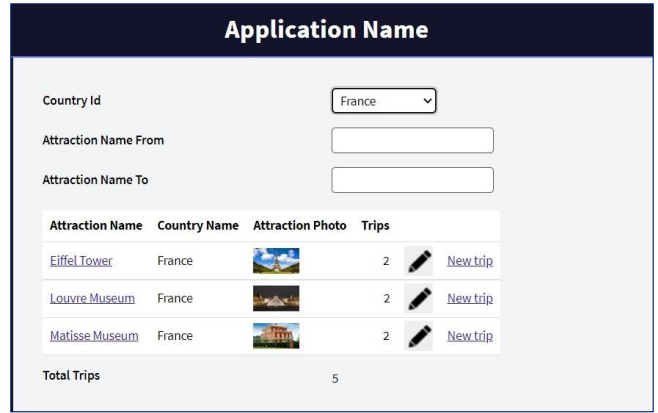 Application Name
Country Id France
Attraction Name From
Attraction Name To
Attraction Name Country Name Attraction Photo Trips
Eiffel Tower France 2 New trip
Louvre Museum France 2 New trip
Matisse Museum France 2 New trip
Total Trips 5